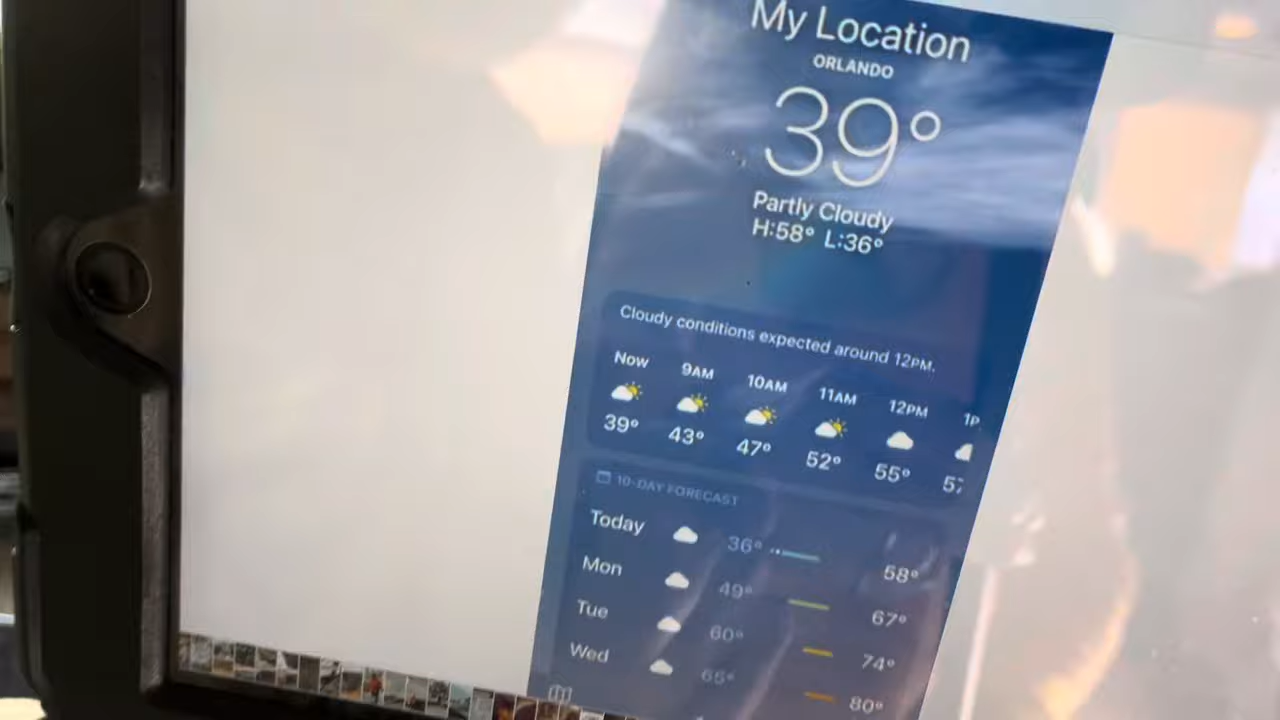 My Location
ORLANDO
39°
Partly Cloudy
H:58° L:36°
Cloudy conditions expected around 12PM.
Now 9AM 10AM 11AM 12PM 1P
39° 43° 47° 52° 55° 57
10-DAY FORECAST
Today 36° 58°
Mon 49° 67°
Tue 60° 74°
Wed 65° 80°